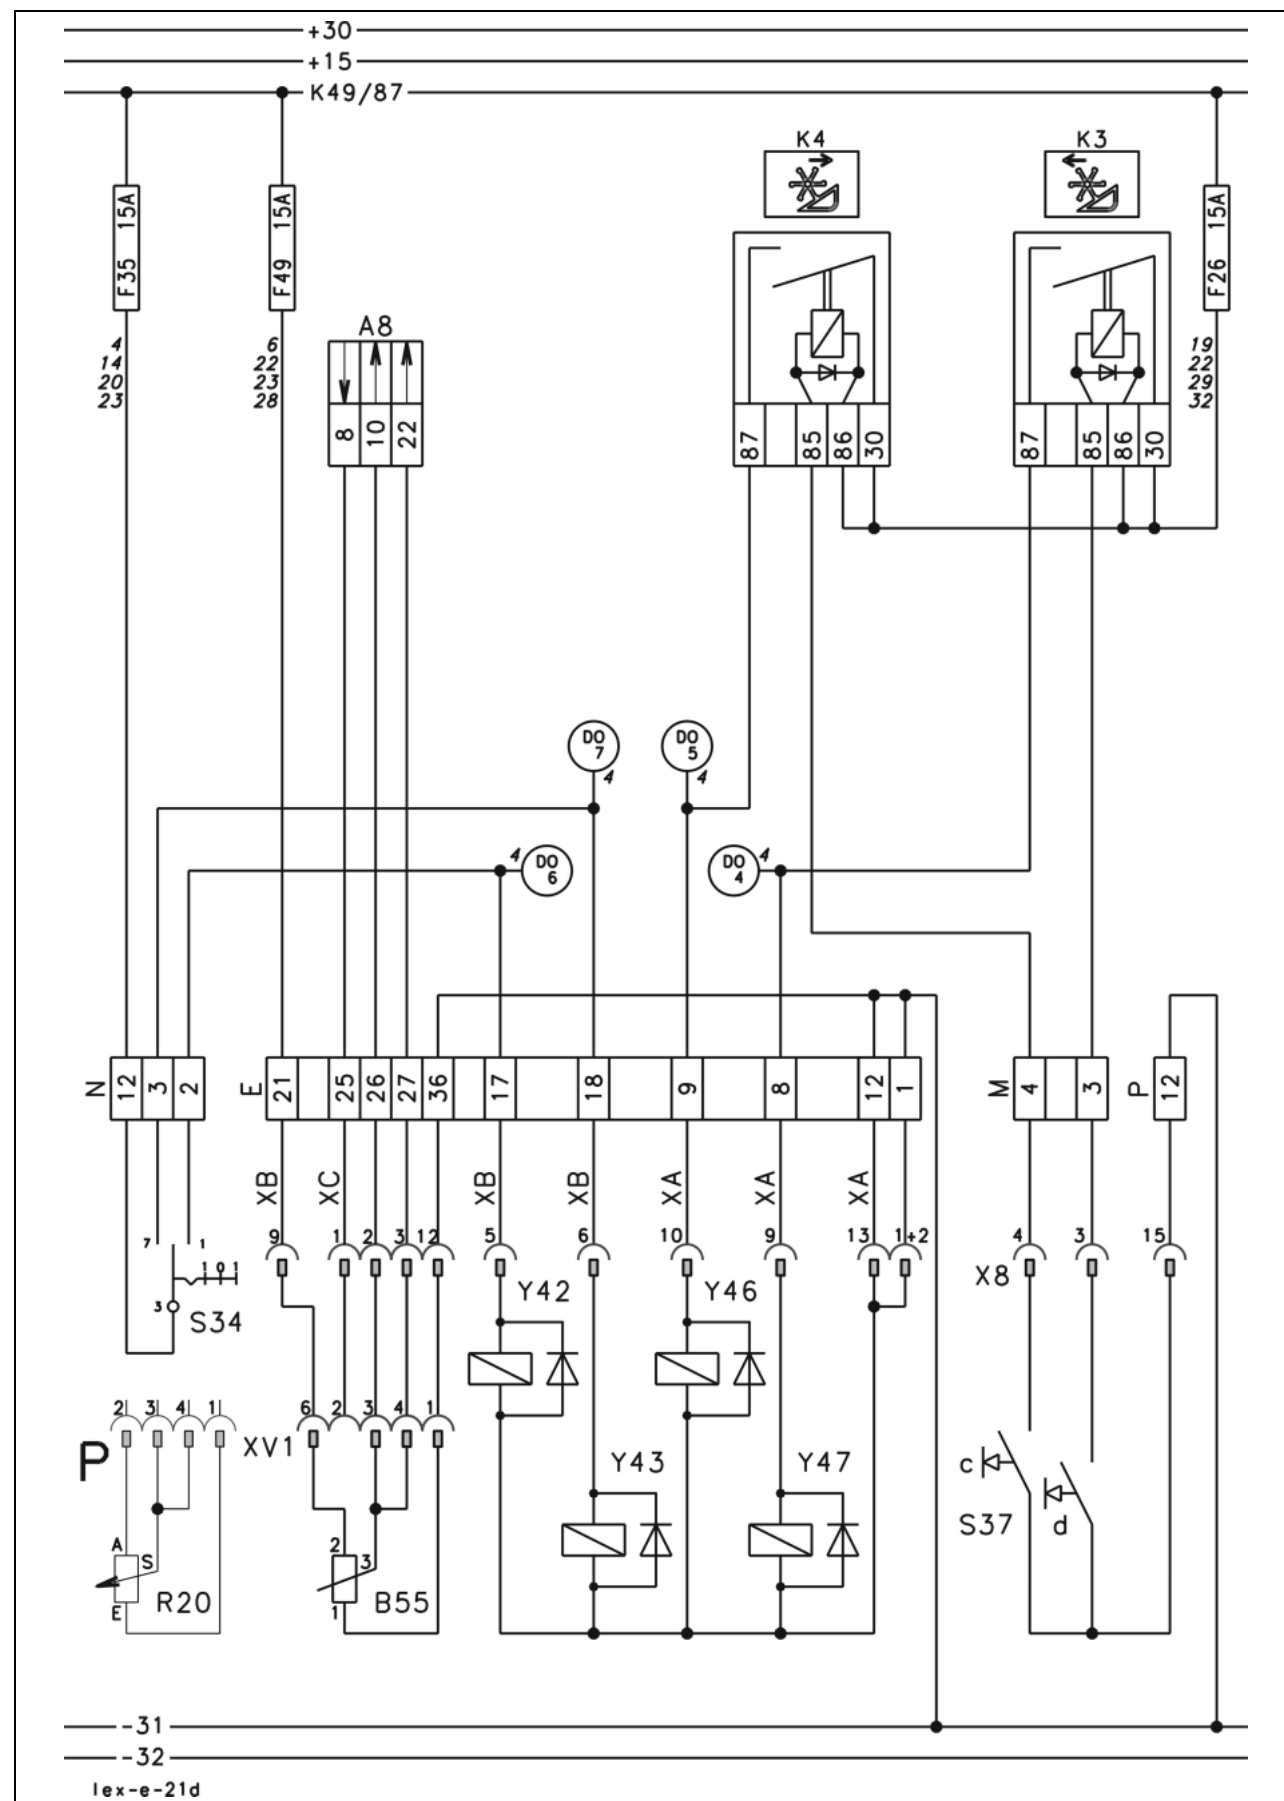 +30
+15
K49/87
K4 K3
F35 15A
F49 15A
F26 15A
A8
4 6 19
14 22 22
20 23 29
23 28 32
8 10 22
87 85 86 30
87 85 86 30
DO 7 4
DO 5 4
4 DO 6
DO 4 4
N 12 3 2
E 21 25 26 27 36 17 18 9 8 12 1
M 4 3
P 12
XB XC XB XB XA XA XA
9 1 2 3 12 5 6 10 9 13 1+2 4 3 15
7 1
1 0 1
3 S34
Y42 Y46
X8
2 3 4 1
P
6 2 3 4 1
XV1
Y43 Y47
c
S37 d
A S
E R20
2 3
1 B55
-31
-32
lex-e-21d